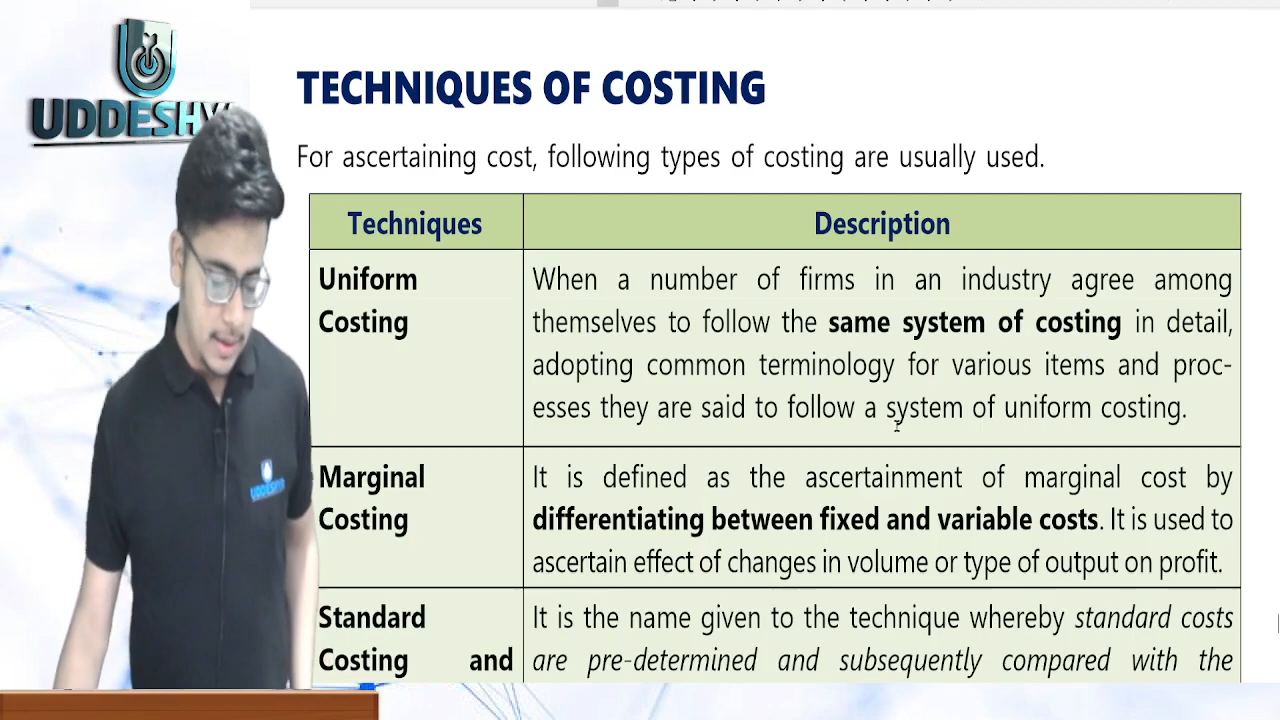 UDDESHY
TECHNIQUES OF COSTING
For ascertaining cost, following types of costing are usually used.
Techniques
Description
Uniform
Costing
When a number of firms in an industry agree among
themselves to follow the same system of costing in detail,
adopting common terminology for various items and proc-
esses they are said to follow a system of uniform costing.
Marginal
Costing
It is defined as the ascertainment of marginal cost by
differentiating between fixed and variable costs. It is used to
ascertain effect of changes in volume or type of output on profit.
Standard
Costing and
It is the name given to the technique whereby standard costs
are pre-determined and subsequently compared with the
UDDESHYA